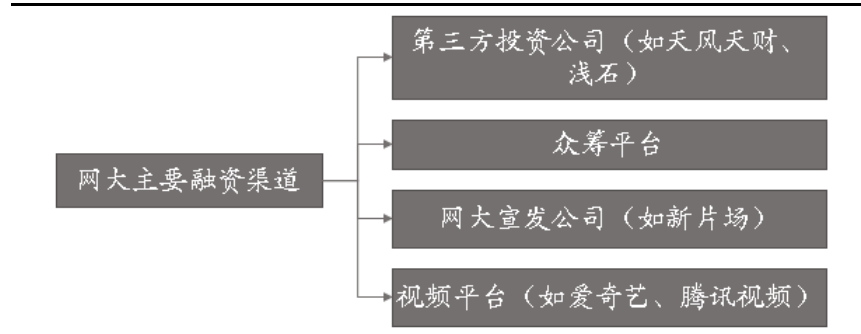 第三方投资公司（如天风天财、
浅石）
众筹平台
网大主要融资渠道
网大宣发公司（如新片场）
视频平台（如爱奇艺、腾讯视频）